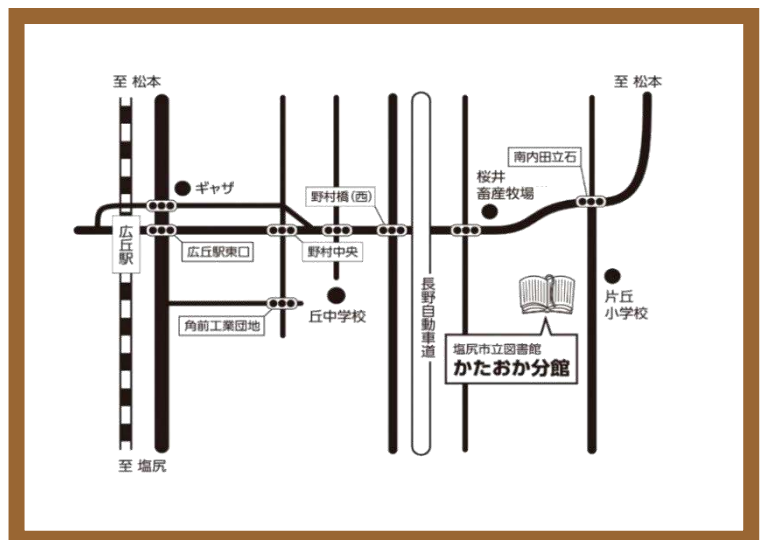 至 松本
至 松本
南内田立石
桜井
畜産牧場
ギャザ
野村橋(西)
広丘駅
広丘駅東口
野村中央
長野自動車道
片丘
小学校
丘中学校
角前工業団地
塩尻市立図書館
かたおか分館
至 塩尻